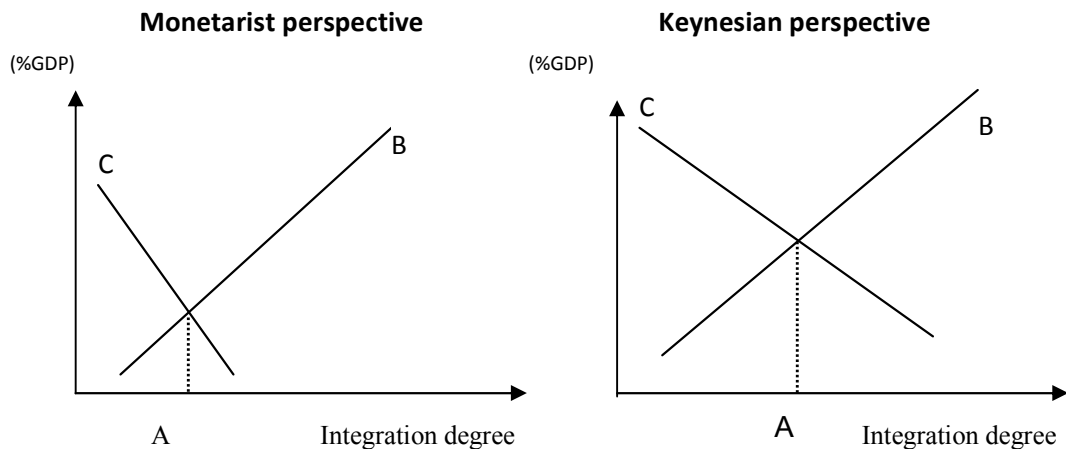 Monetarist perspective
(%GDP)
C
B
A
Integration degree
Keynesian perspective
(%GDP)
C
B
A
Integration degree